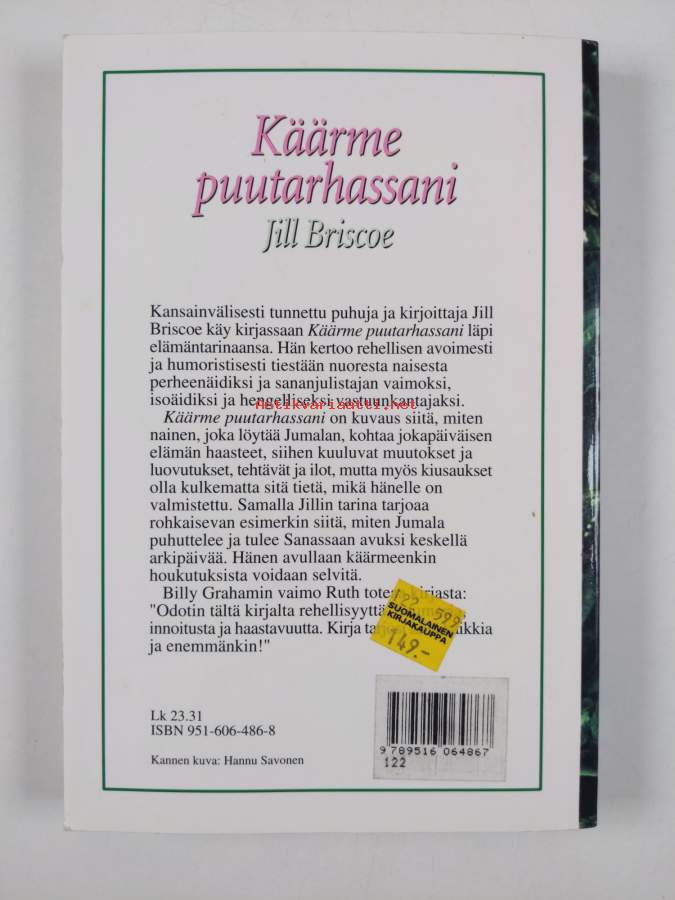 Käärme
puutarhassani
Jill Briscoe
Kansainvälisesti tunnettu puhuja ja kirjoittaja Jill
Briscoe käy kirjassaan Käärme puutarhassani läpi
elämäntarinaansa. Hän kertoo rehellisen avoimesti
ja humoristisesti tiestään nuoresta naisesta
perheenäidiksi ja sananjulistajan vaimoksi,
isoäidiksi ja hengelliseksi vastuunkantajaksi.
Antikvariaatti.net
Käärme puutarhassani on kuvaus siitä, miten
nainen, joka löytää Jumalan, kohtaa jokapäiväisen
elämän haasteet, siihen kuuluvat muutokset ja
luovutukset, tehtävät ja ilot, mutta myös kiusaukset
olla kulkematta sitä tietä, mikä hänelle on
valmistettu. Samalla Jillin tarina tarjoaa
rohkaisevan esimerkin siitä, miten Jumala
puhuttelee ja tulee Sanassaan avuksi keskellä
arkipäivää. Hänen avullaan käärmeenkin
houkutuksista voidaan selvitä.
Billy Grahamin vaimo Ruth kirjasta:
"Odotin tältä kirjalta rehellisyyttä
innoitusta ja haastavuutta. Kirja
ja enemmänkin!"
122 599
SUOMALAINEN
KIRJAKAUPPA
149.-
Lk 23.31
ISBN 951-606-486-8
Kannen kuva: Hannu Savonen
9 789516 064867
122